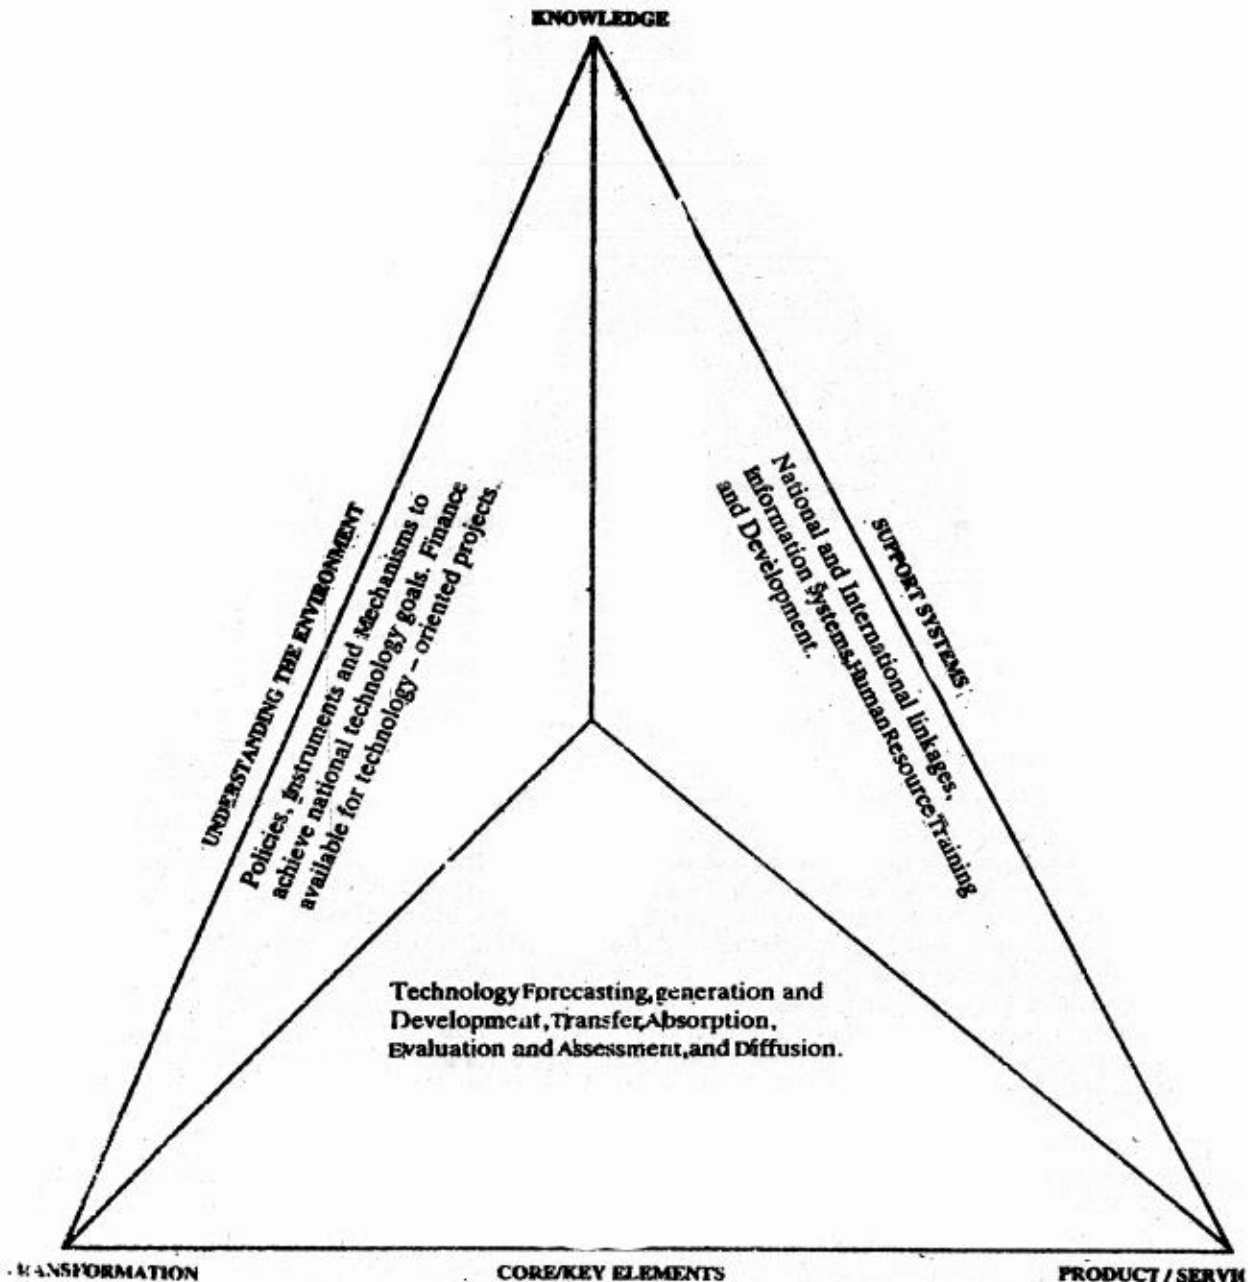 KNOWLEDGE
UNDERSTANDING THE ENVIRONMENT
Policies, Instruments and Mechanisms to
achieve national technology goals. Finance
available for technology – oriented projects.
SUPPORT SYSTEMS
National and International linkages,
Information Systems, Human Resource Training
and Development.
Technology Forecasting, generation and
Development, Transfer, Absorption,
Evaluation and Assessment, and Diffusion.
CORE/KEY ELEMENTS
PRODUCT /